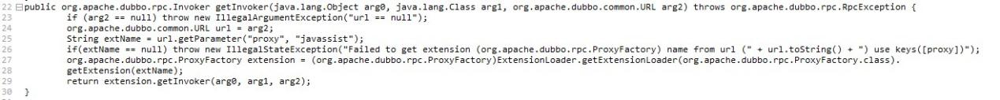 22 public org.apache.dubbo.rpc.Invoker getInvoker(java.lang.Object arg0, java.lang.Class arg1, org.apache.dubbo.common.URL arg2) throws org.apache.dubbo.rpc.RpcException {
23 if (arg2 == null) throw new IllegalArgumentException("url == null");
24 org.apache.dubbo.common.URL url = arg2;
25 String extName = url.getParameter("proxy", "javassist");
26 if(extName == null) throw new IllegalStateException("Failed to get extension (org.apache.dubbo.rpc.ProxyFactory) name from url (" + url.toString() + ") use keys([proxy])");
27 org.apache.dubbo.rpc.ProxyFactory extension = (org.apache.dubbo.rpc.ProxyFactory)ExtensionLoader.getExtensionLoader(org.apache.dubbo.rpc.ProxyFactory.class).
28 getExtension(extName);
29 return extension.getInvoker(arg0, arg1, arg2);
30 }